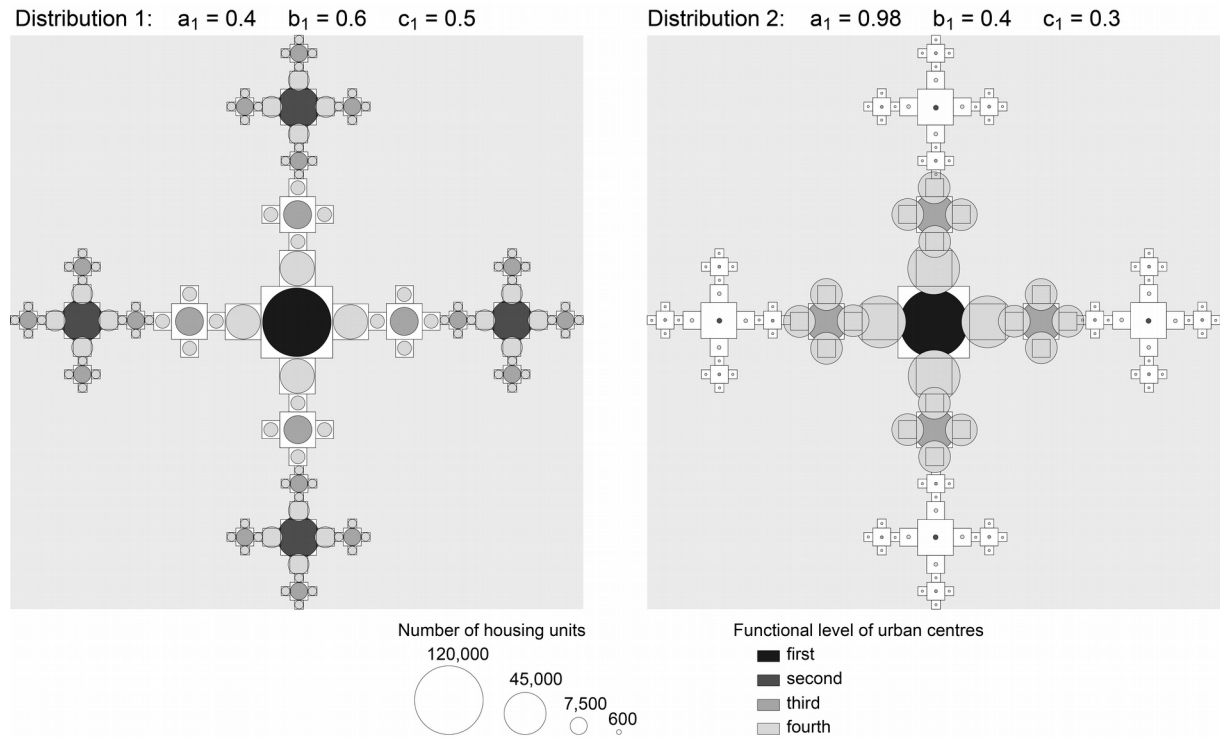 Distribution 1: a₁ = 0.4 b₁ = 0.6 c₁ = 0.5
Distribution 2: a₁ = 0.98 b₁ = 0.4 c₁ = 0.3
Number of housing units
120,000
45,000
7,500
600
Functional level of urban centres
first
second
third
fourth